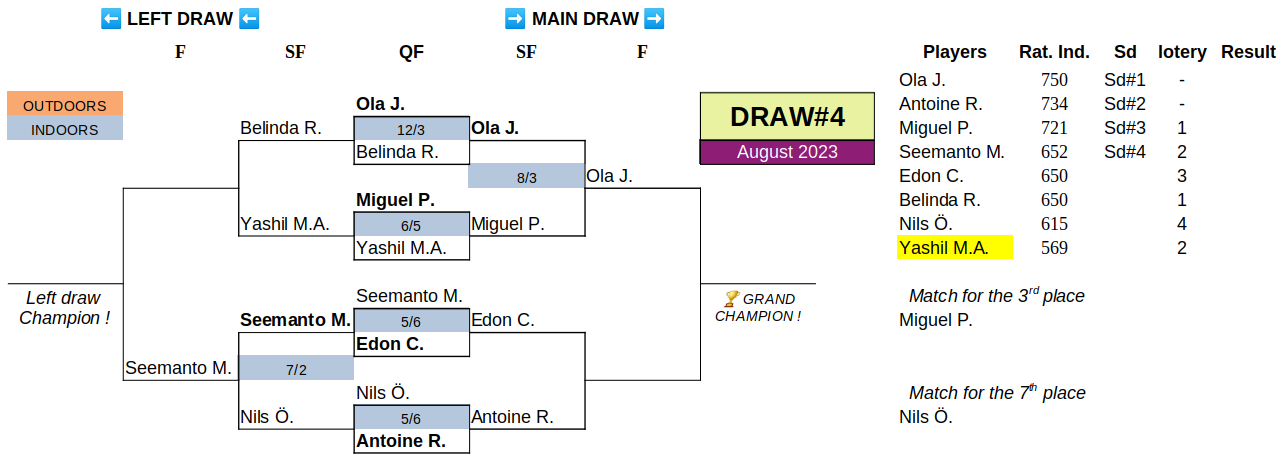 ⬅ LEFT DRAW ⬅ ➡ MAIN DRAW ➡
F SF QF SF F Players Rat. Ind. Sd lotery Result
Ola J. 750 Sd#1 -
OUTDOORS Ola J. Antoine R. 734 Sd#2 -
INDOORS Belinda R. 12/3 Ola J. DRAW#4 Miguel P. 721 Sd#3 1
Belinda R. August 2023 Seemanto M. 652 Sd#4 2
8/3 Ola J. Edon C. 650 3
Miguel P. Belinda R. 650 1
Yashil M.A. 6/5 Miguel P. Nils Ö. 615 4
Yashil M.A. Yashil M.A. 569 2
Left draw Seemanto M. 🏆 GRAND Match for the 3rd place
Champion ! Seemanto M. 5/6 Edon C. CHAMPION ! Miguel P.
Edon C.
Seemanto M. 7/2
Nils Ö. Match for the 7th place
Nils Ö. 5/6 Antoine R. Nils Ö.
Antoine R.